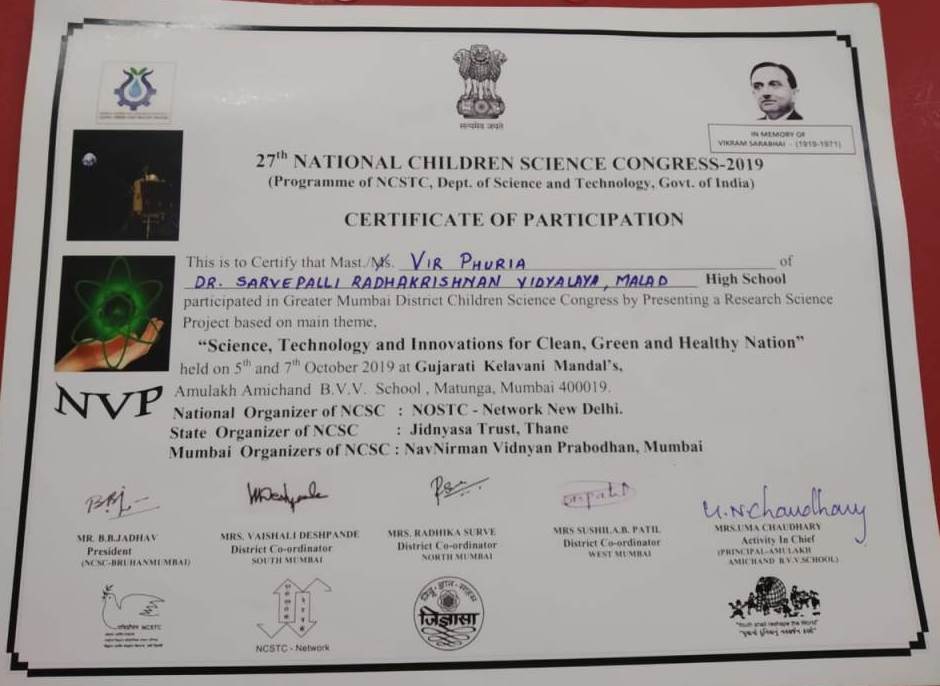 सत्यमेव जयते
IN MEMORY OF
VIKRAM SARABHAI - (1919-1971)
27th NATIONAL CHILDREN SCIENCE CONGRESS-2019
(Programme of NCSTC, Dept. of Science and Technology, Govt. of India)
CERTIFICATE OF PARTICIPATION
This is to Certify that Mast./Ms. VIR PHURIA of
DR. SARVEPALLI RADHAKRISHNAN VIDYALAYA, MALAD High School
participated in Greater Mumbai District Children Science Congress by Presenting a Research Science
Project based on main theme,
“Science, Technology and Innovations for Clean, Green and Healthy Nation”
held on 5th and 7th October 2019 at Gujarati Kelavani Mandal's,
NVP
Amulakh Amichand B.V.V. School , Matunga, Mumbai 400019.
National Organizer of NCSC : NOSTC - Network New Delhi.
State Organizer of NCSC : Jidnyasa Trust, Thane
Mumbai Organizers of NCSC : NavNirman Vidnyan Prabodhan, Mumbai
U.N.Chaudhary
MR. B.B.JADHAV
President
(NCSC-BRUHANMUMBAI)
MRS. VAISHALI DESHPANDE
District Co-ordinator
SOUTH MUMBAI
MRS. RADHIKA SURVE
District Co-ordinator
NORTH MUMBAI
MRS SUSHILA.B. PATIL
District Co-ordinator
WEST MUMBAI
MRS.UMA CHAUDHARY
Activity In Chief
(PRINCIPAL-AMULAKH
AMICHAND B.V.V.SCHOOL)
NCSTC
NCSTC - Network
जिज्ञासा
"Youth shall reshape the World"